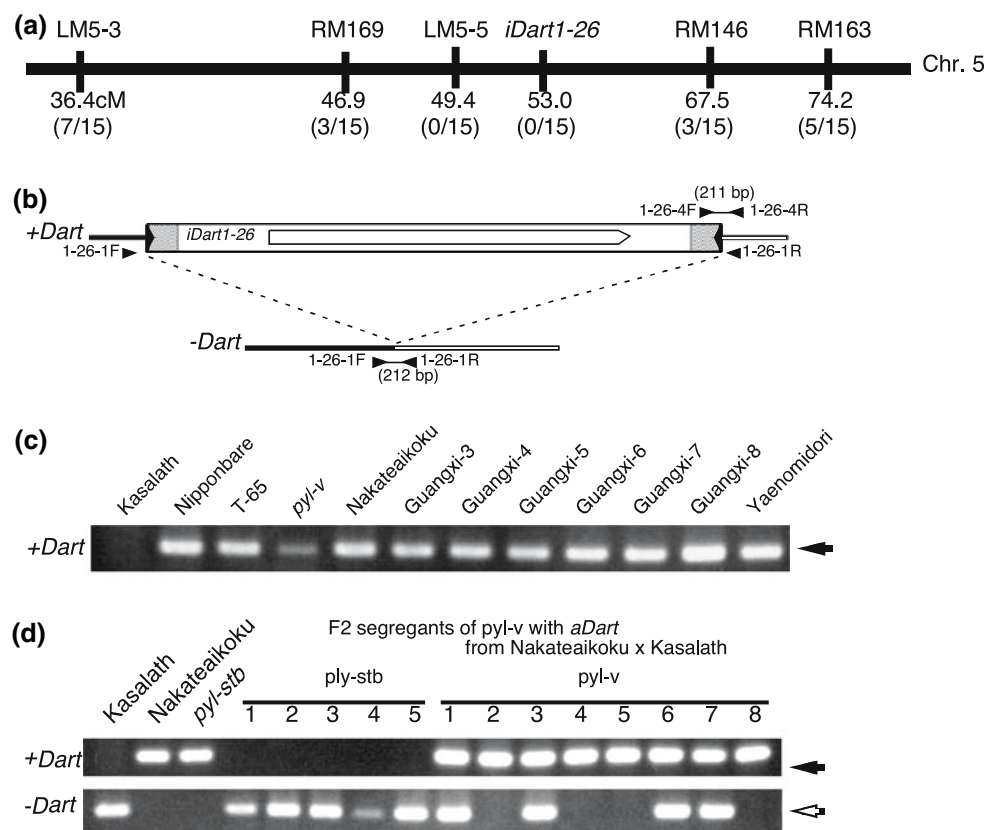 (a)
LM5-3 RM169 LM5-5 iDart1-26 RM146 RM163
Chr. 5
36.4cM 46.9 49.4 53.0 67.5 74.2
(7/15) (3/15) (0/15) (0/15) (3/15) (5/15)
(b)
(211 bp)
1-26-4F 1-26-4R
+Dart
iDart1-26
1-26-1F 1-26-1R
-Dart
1-26-1F 1-26-1R
(212 bp)
(c)
Kasalath Nipponbare T-65 pyl-v Nakateaikoku Guangxi-3 Guangxi-4 Guangxi-5 Guangxi-6 Guangxi-7 Guangxi-8 Yaenomidori
+Dart
(d)
F2 segregants of pyl-v with aDart
from Nakateaikoku x Kasalath
Kasalath Nakateaikoku pyl-stb
ply-stb pyl-v
1 2 3 4 5 1 2 3 4 5 6 7 8
+Dart
-Dart